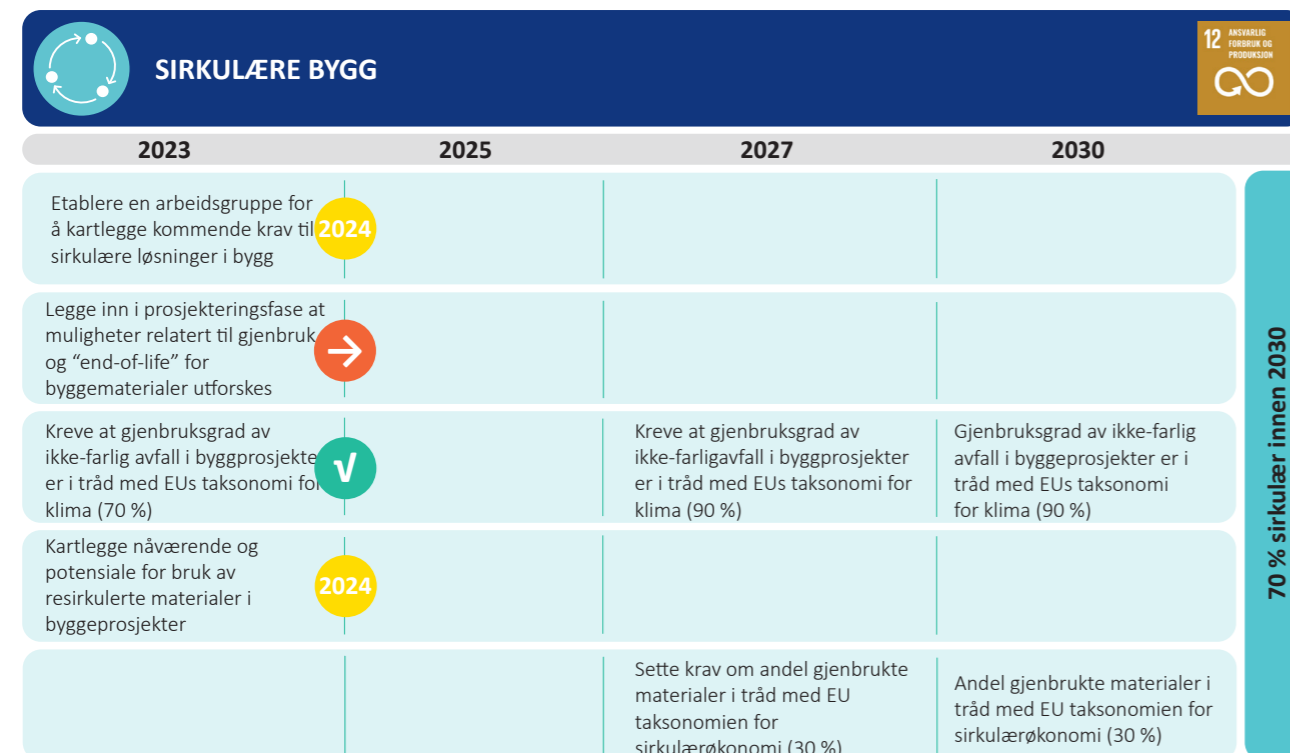 SIRKULÆRE BYGG
12 ANSVARLIG
FORBRUK OG
PRODUKSJON
2023 2025 2027 2030
Etablere en arbeidsgruppe for
å kartlegge kommende krav til
sirkulære løsninger i bygg
2024
Legge inn i prosjekteringsfase at
muligheter relatert til gjenbruk
og “end-of-life” for
byggematerialer utforskes
Kreve at gjenbruksgrad av
ikke-farlig avfall i byggprosjekte
er i tråd med EUs taksonomi for
klima (70 %)
√
Kreve at gjenbruksgrad av
ikke-farligavfall i byggprosjekter
er i tråd med EUs taksonomi for
klima (90 %)
Gjenbruksgrad av ikke-farlig
avfall i byggeprosjekter er i
tråd med EUs taksonomi
for klima (90 %)
Kartlegge nåværende og
potensiale for bruk av
resirkulerte materialer i
byggeprosjekter
2024
Sette krav om andel gjenbrukte
materialer i tråd med EU
taksonomien for
sirkulærøkonomi (30 %)
Andel gjenbrukte materialer i
tråd med EU taksonomien for
sirkulærøkonomi (30 %)
70 % sirkulær innen 2030